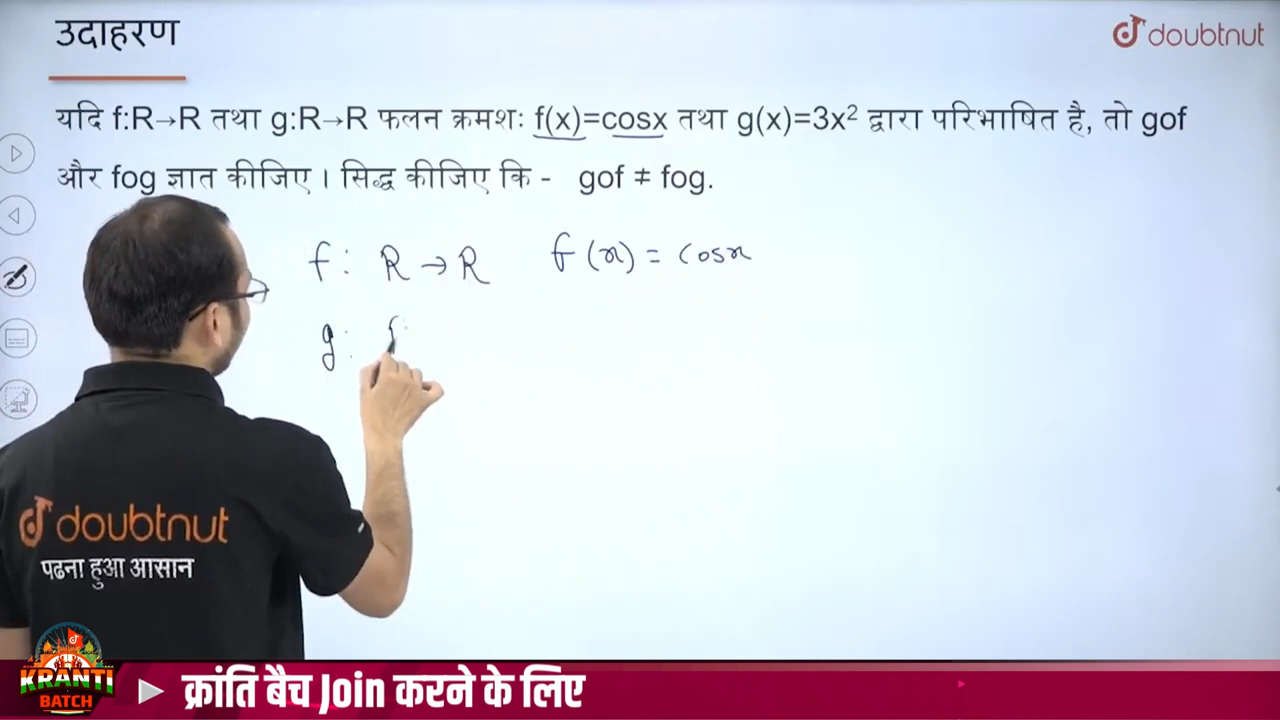 उदाहरण
doubtnut
यदि f:R→R तथा g:R→R फलन क्रमशः f(x)=cosx तथा g(x)=3x² द्वारा परिभाषित है, तो gof
और fog ज्ञात कीजिए । सिद्ध कीजिए कि - gof ≠ fog.
f: R→R f(x) = cosx
g:
doubtnut
पढना हुआ आसान
KRANTI
BATCH
क्रांति बैच Join करने के लिए